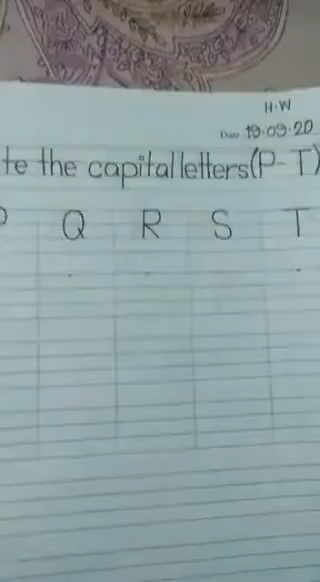 H.W
Date 19.09.20
te the capital letters (P-T)
P Q R S T